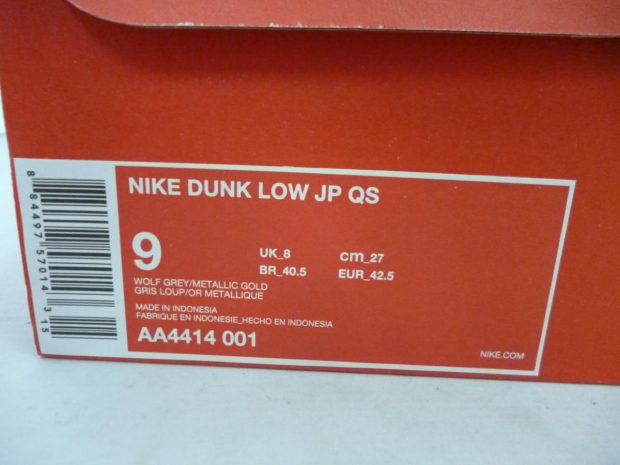 NIKE DUNK LOW JP QS
9
UK_8 cm_27
BR_40.5 EUR_42.5
WOLF GREY/METALLIC GOLD
GRIS LOUP/OR METALLIQUE
MADE IN INDONESIA
FABRIQUE EN INDONESIE_HECHO EN INDONESIA
AA4414 001
NIKE.COM
8 84497 57014 3 15